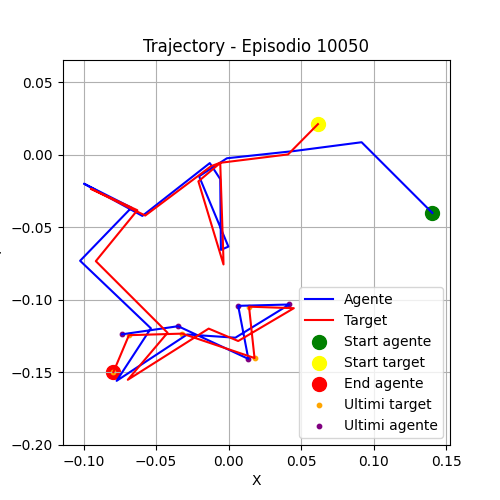 Trajectory - Episodio 10050
0.05
0.00
−0.05
−0.10
−0.15
−0.20
−0.10
−0.05
0.00
0.05
0.10
0.15
X
Agente
Target
Start agente
Start target
End agente
Ultimi target
Ultimi agente